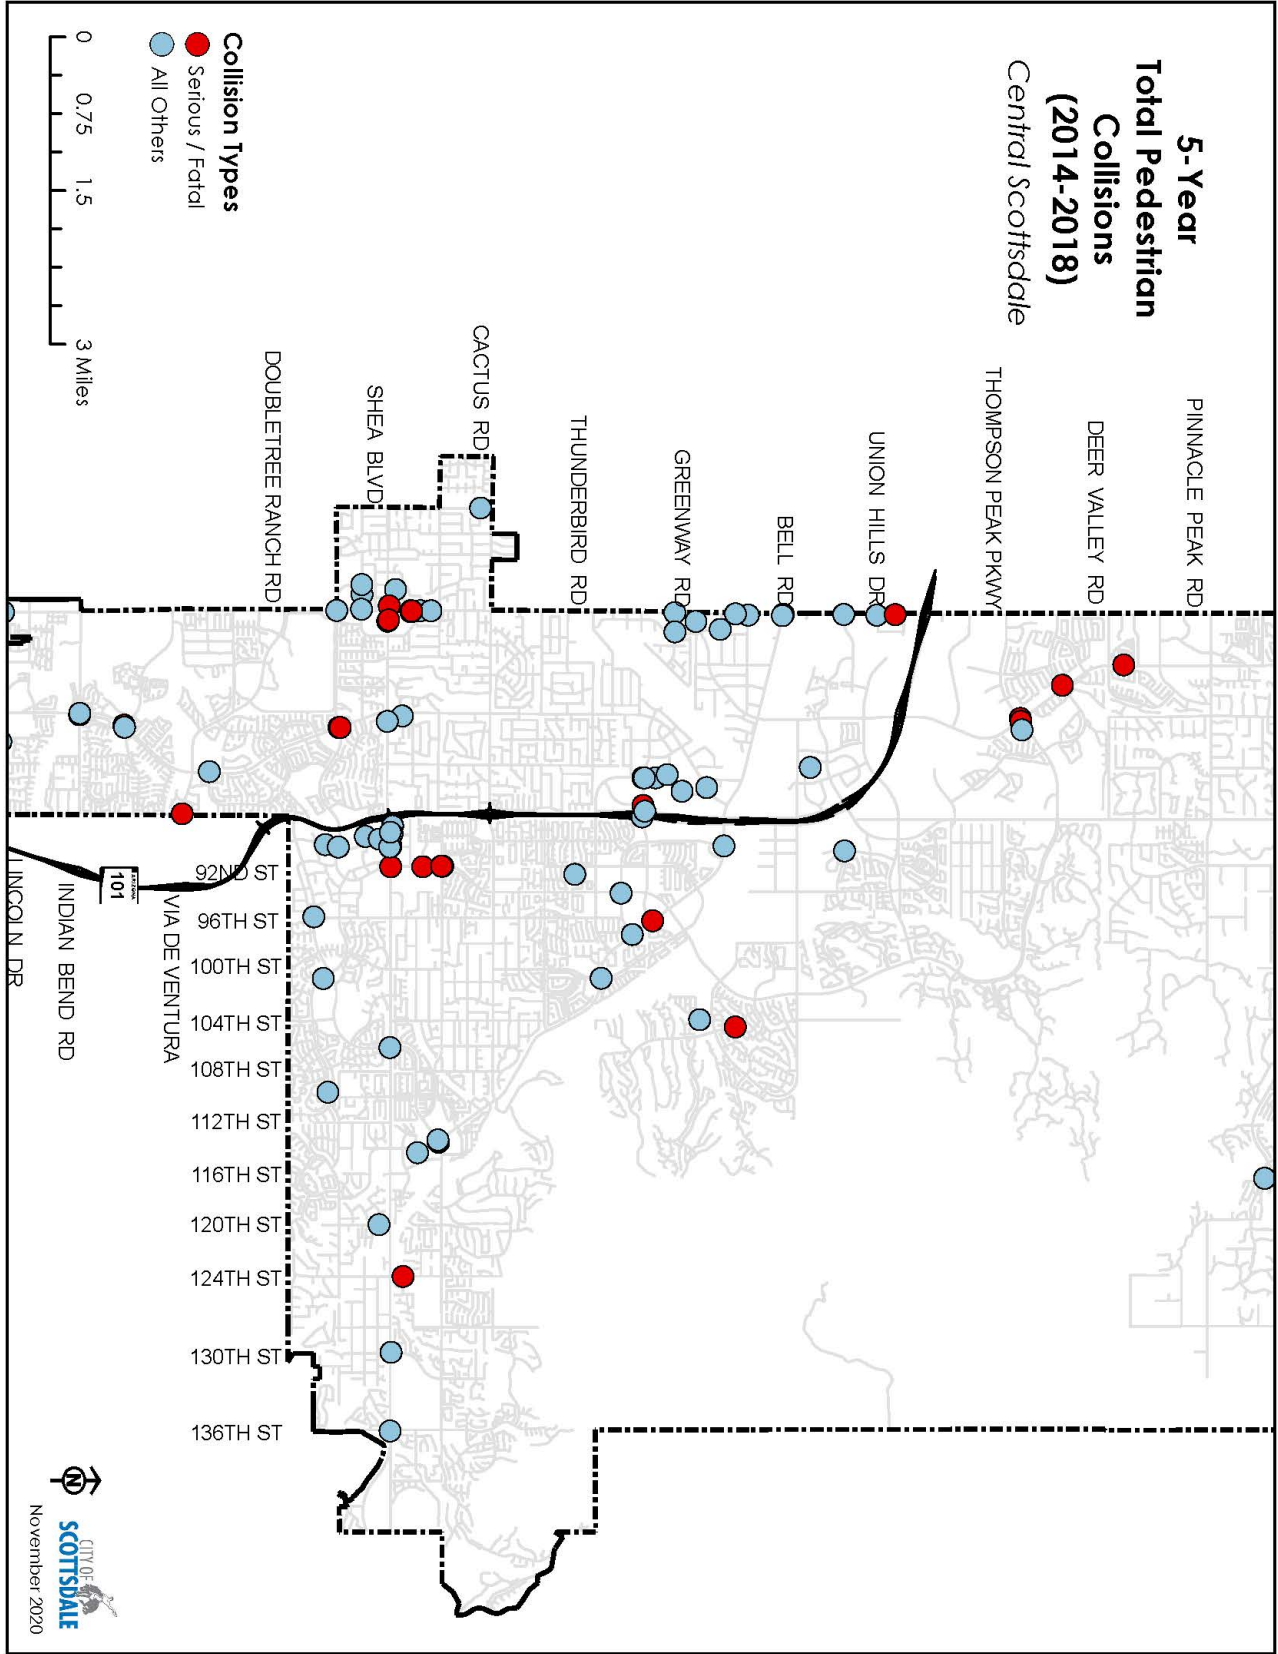 5-Year
Total Pedestrian
Collisions
(2014-2018)
Central Scottsdale
PINNACLE PEAK RD
DEER VALLEY RD
THOMPSON PEAK PKWY
UNION HILLS DR
BELL RD
GREENWAY RD
THUNDERBIRD RD
CACTUS RD
SHEA BLVD
DOUBLETREE RANCH RD
VIA DE VENTURA
INDIAN BEND RD
LINCOLN DR
101
92ND ST
96TH ST
100TH ST
104TH ST
108TH ST
112TH ST
116TH ST
120TH ST
124TH ST
130TH ST
136TH ST
Collision Types
Serious / Fatal
All Others
0 0.75 1.5 3 Miles
N
CITY OF
SCOTTSDALE
November 2020